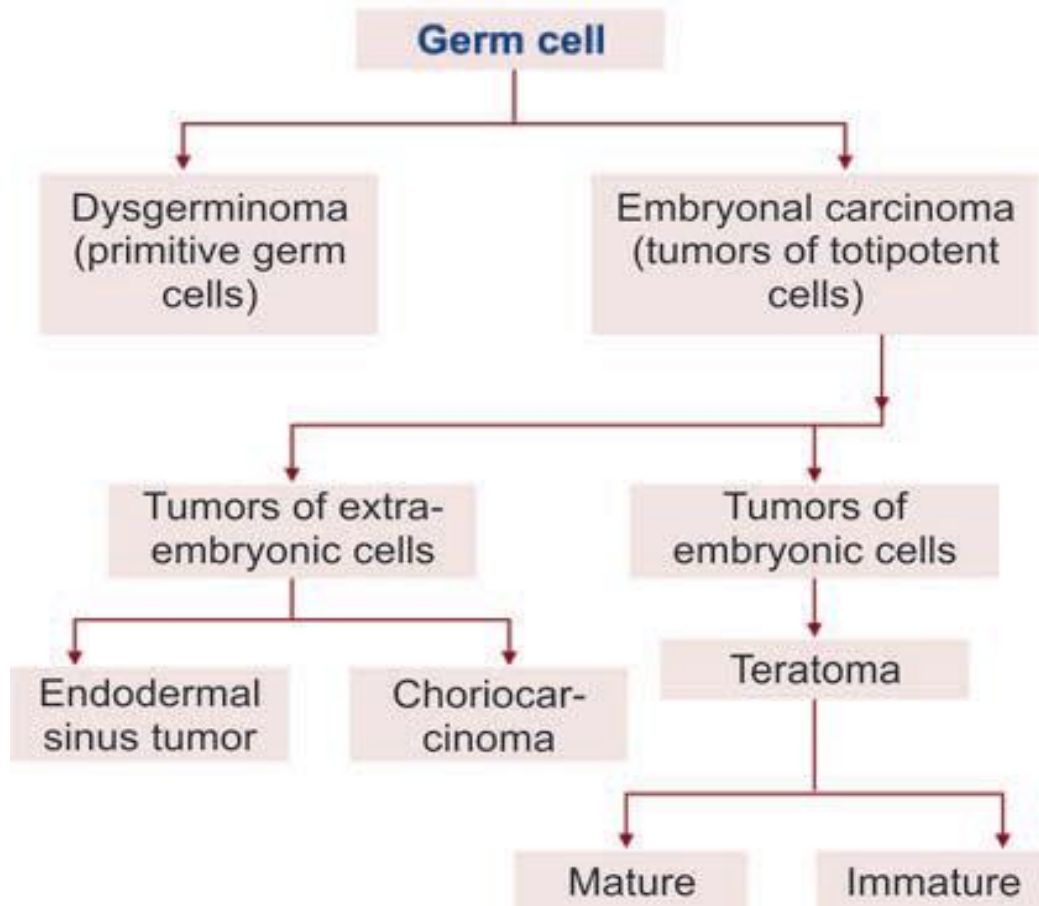 Germ cell
Dysgerminoma
(primitive germ
cells)
Embryonal carcinoma
(tumors of totipotent
cells)
Tumors of extra-
embryonic cells
Tumors of
embryonic cells
Endodermal
sinus tumor
Choriocar-
cinoma
Teratoma
Mature
Immature